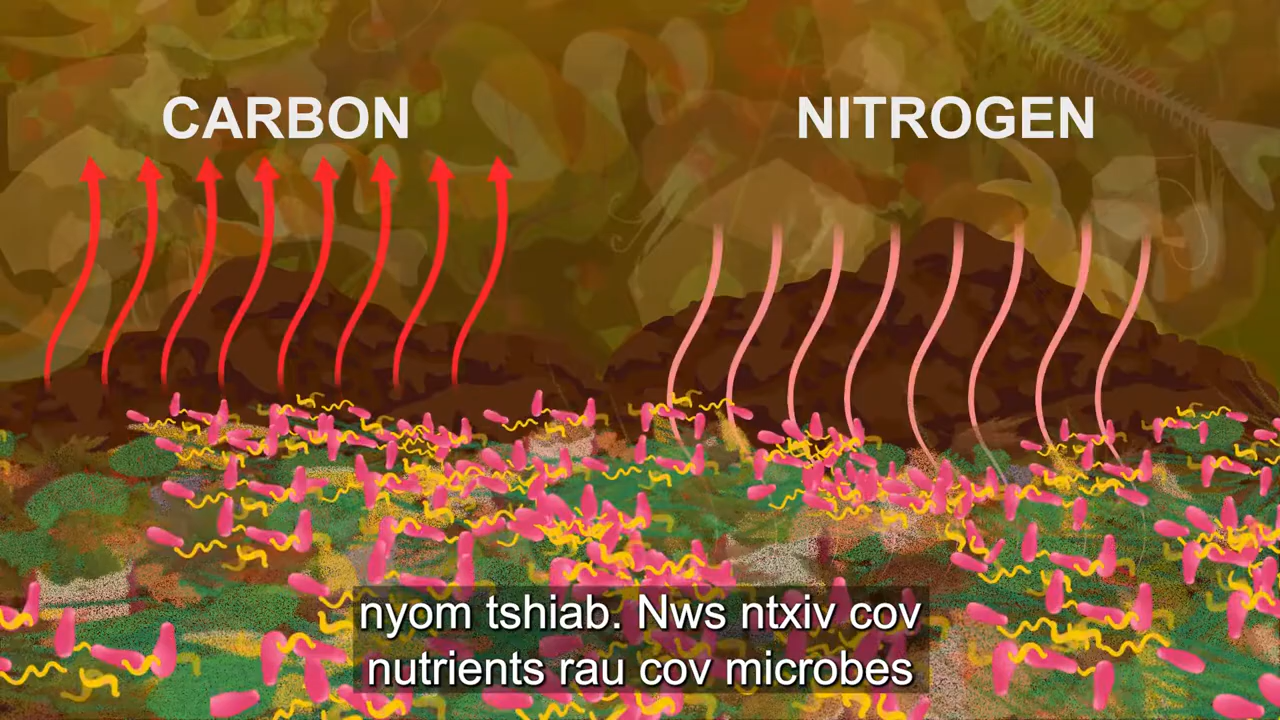 CARBON
NITROGEN
nyom tshiab. Nws ntxiv cov
nutrients rau cov microbes